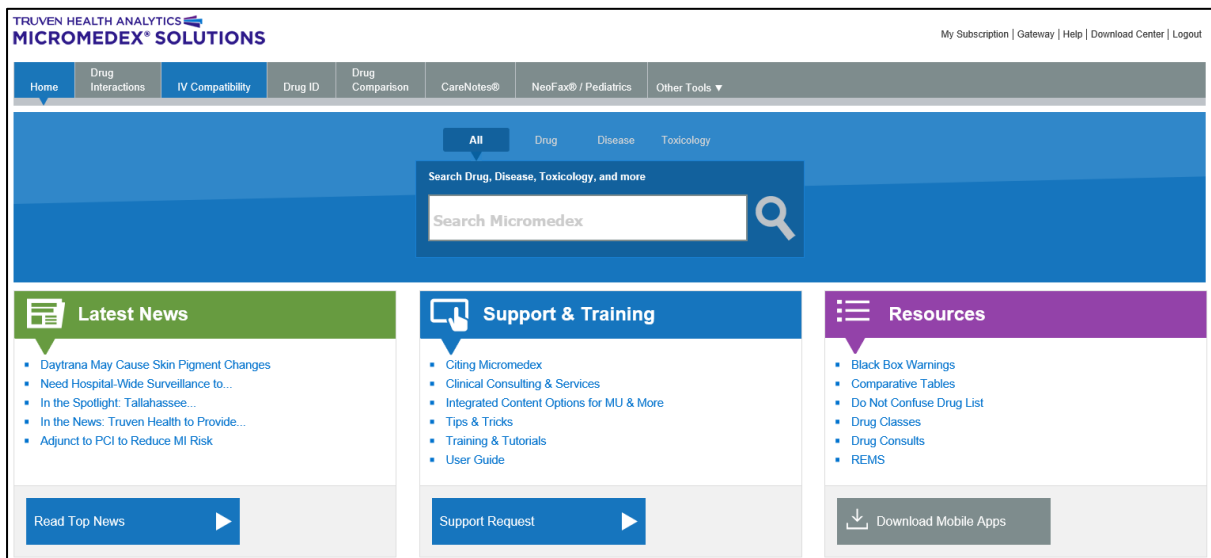 TRUVEN HEALTH ANALYTICS
MICROMEDEX® SOLUTIONS
My Subscription | Gateway | Help | Download Center | Logout
Home
Drug
Interactions
IV Compatibility
Drug ID
Drug
Comparison
CareNotes®
NeoFax® / Pediatrics
Other Tools ▼
All
Drug
Disease
Toxicology
Search Drug, Disease, Toxicology, and more
Search Micromedex
Latest News
Daytrana May Cause Skin Pigment Changes
Need Hospital-Wide Surveillance to...
In the Spotlight: Tallahassee...
In the News: Truven Health to Provide...
Adjunct to PCI to Reduce MI Risk
Read Top News
Support & Training
Citing Micromedex
Clinical Consulting & Services
Integrated Content Options for MU & More
Tips & Tricks
Training & Tutorials
User Guide
Support Request
Resources
Black Box Warnings
Comparative Tables
Do Not Confuse Drug List
Drug Classes
Drug Consults
REMS
Download Mobile Apps